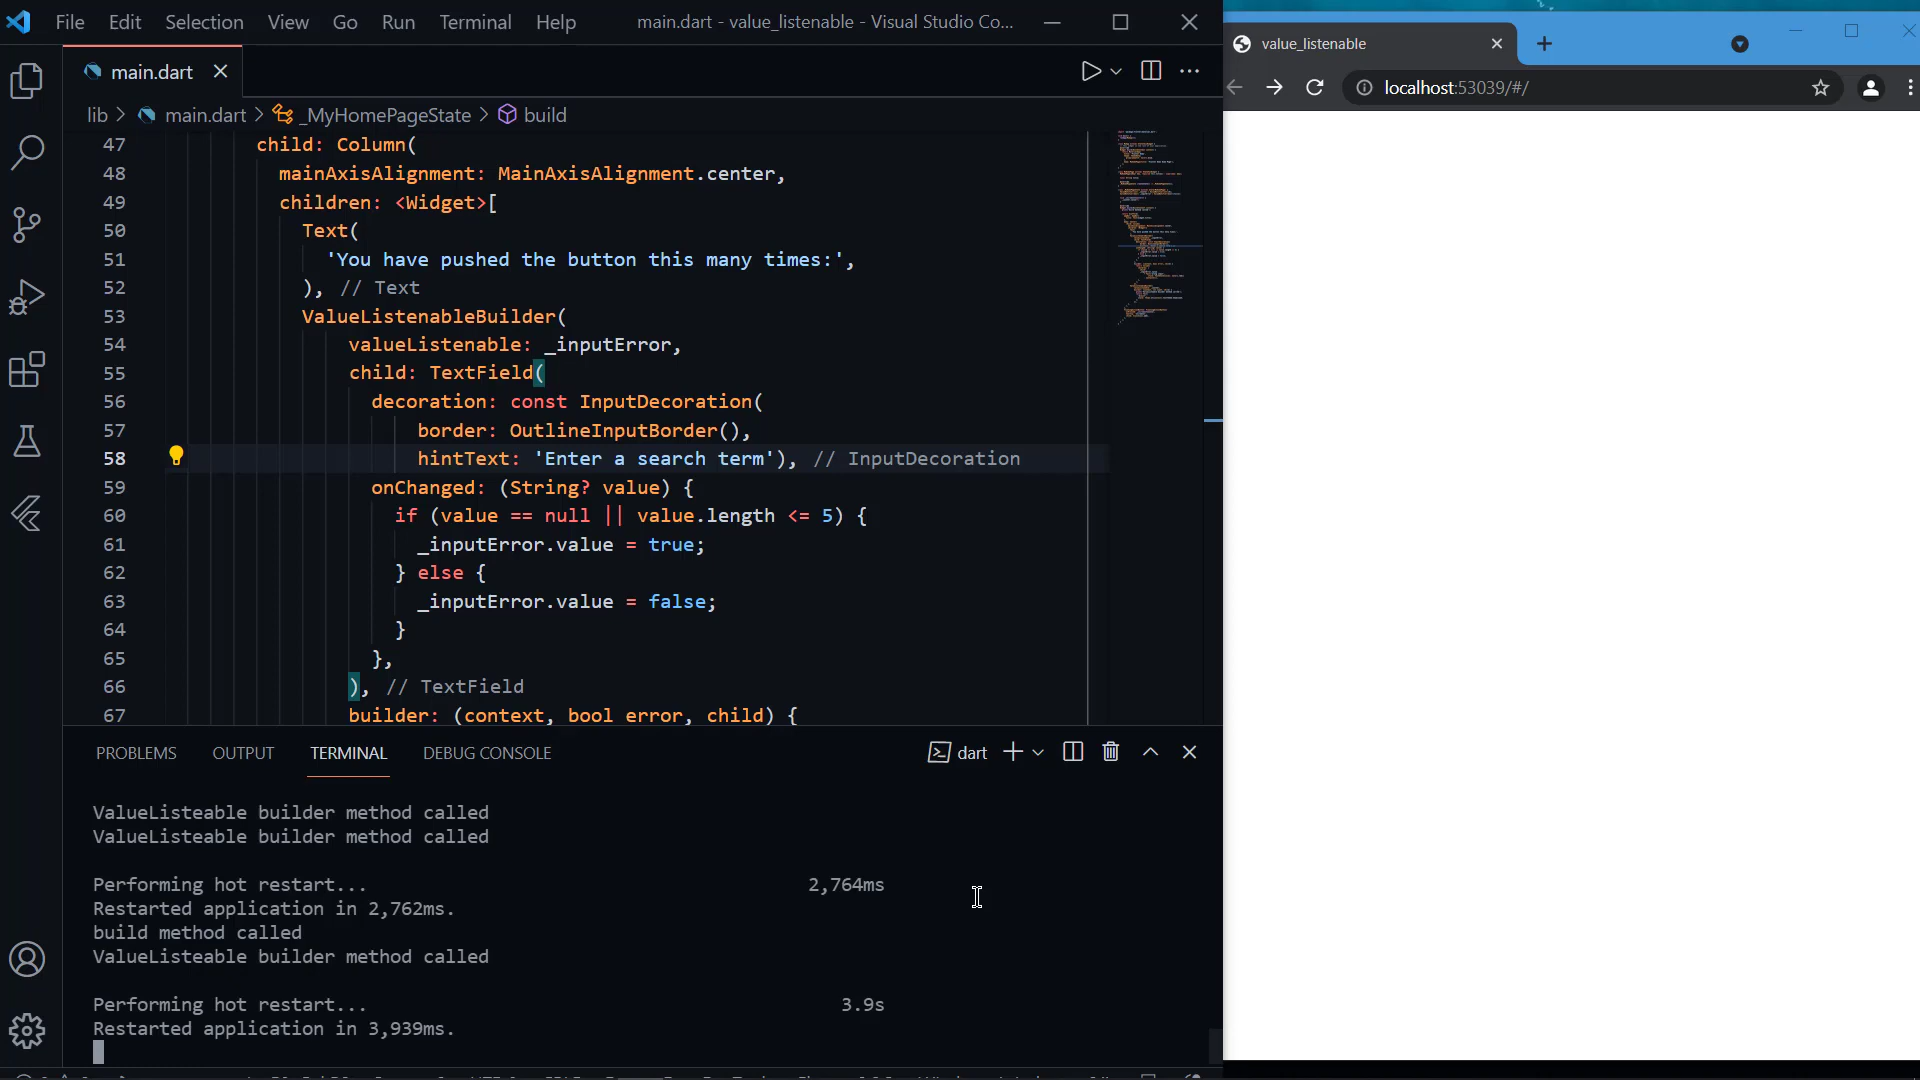 File Edit Selection View Go Run Terminal Help main.dart - value_listenable - Visual Studio Co...
main.dart
lib > main.dart > _MyHomePageState > build
47 child: Column(
48 mainAxisAlignment: MainAxisAlignment.center,
49 children: <Widget>[
50 Text(
51 'You have pushed the button this many times:',
52 ), // Text
53 ValueListenableBuilder(
54 valueListenable: _inputError,
55 child: TextField(
56 decoration: const InputDecoration(
57 border: OutlineInputBorder(),
58 hintText: 'Enter a search term'), // InputDecoration
59 onChanged: (String? value) {
60 if (value == null || value.length <= 5) {
61 _inputError.value = true;
62 } else {
63 _inputError.value = false;
64 }
65 },
66 ), // TextField
67 builder: (context, bool error, child) {
PROBLEMS OUTPUT TERMINAL DEBUG CONSOLE dart
ValueListeable builder method called
ValueListeable builder method called
Performing hot restart... 2,764ms
Restarted application in 2,762ms.
build method called
ValueListeable builder method called
Performing hot restart... 3.9s
Restarted application in 3,939ms.
value_listenable
localhost:53039/#/